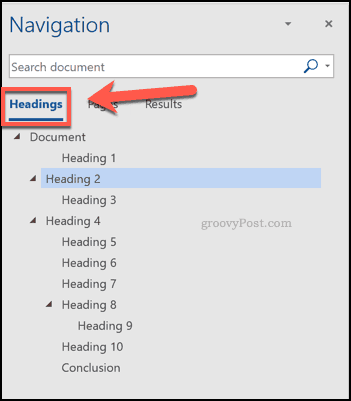 Navigation
Search document
Headings Pages Results
Document
Heading 1
Heading 2
Heading 3
Heading 4
groovyPost.com
Heading 5
Heading 6
Heading 7
Heading 8
Heading 9
Heading 10
Conclusion